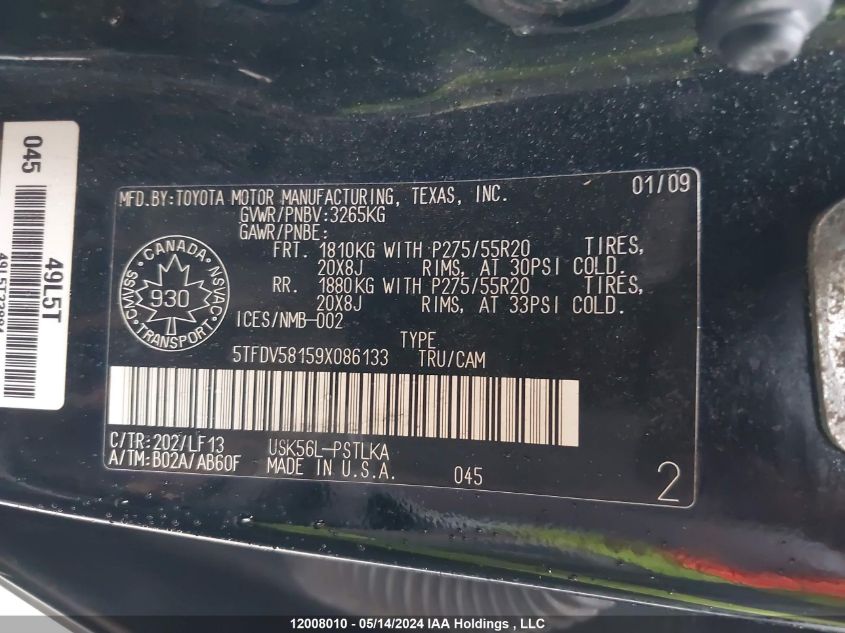 045
49L5T
MFD.BY:TOYOTA MOTOR MANUFACTURING, TEXAS, INC. 01/09
GVWR/PNBV:3265KG
GAWR/PNBE:
FRT. 1810KG WITH P275/55R20 TIRES,
20X8J RIMS, AT 30PSI COLD.
RR. 1880KG WITH P275/55R20 TIRES,
20X8J RIMS, AT 33PSI COLD.
ICES/NMB-002
CANADA
CMVSS 930 NSVAC
TRANSPORT
TYPE
5TFDV58159X086133 TRU/CAM
C/TR:202/LF13 USK56L-PSTLKA
A/TM:B02A/AB60F MADE IN U.S.A. 045 2
12008010 - 05/14/2024 IAA Holdings , LLC